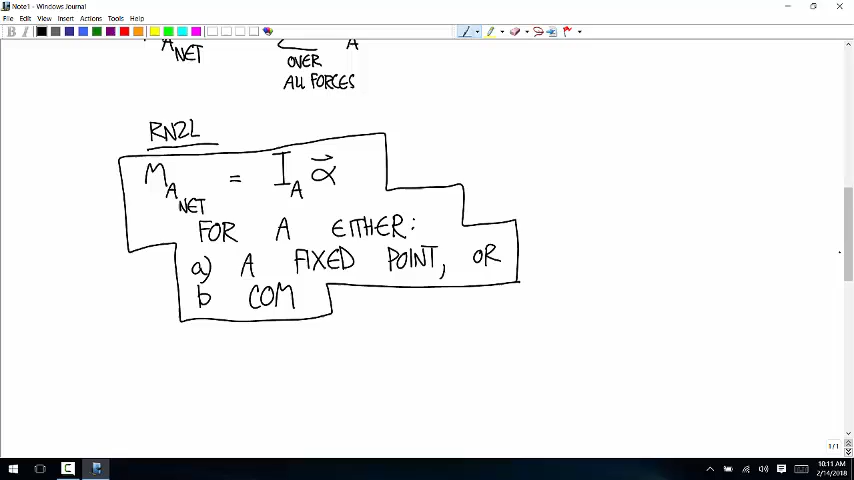 Note1 - Windows Journal
File Edit View Insert Actions Tools Help
B I
A NET
A
OVER
ALL FORCES
RN2L
M A NET = I A α
FOR A EITHER:
a) A FIXED POINT, OR
b COM
1/1
10:11 AM
2/14/2018